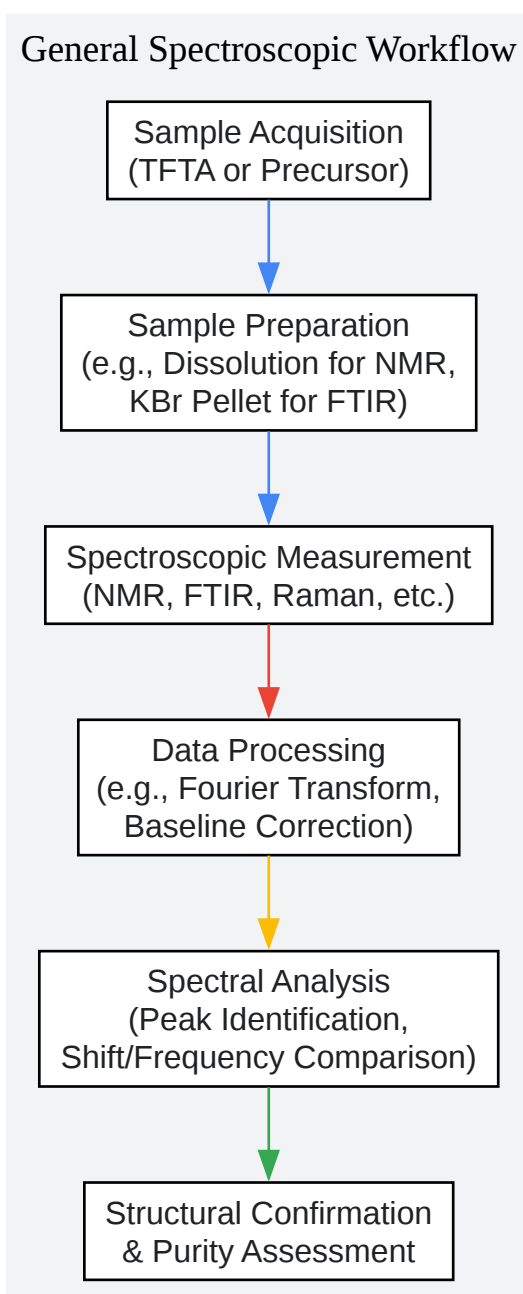 General Spectroscopic Workflow
Sample Acquisition
(TFTA or Precursor)
Sample Preparation
(e.g., Dissolution for NMR,
KBr Pellet for FTIR)
Spectroscopic Measurement
(NMR, FTIR, Raman, etc.)
Data Processing
(e.g., Fourier Transform,
Baseline Correction)
Spectral Analysis
(Peak Identification,
Shift/Frequency Comparison)
Structural Confirmation
& Purity Assessment